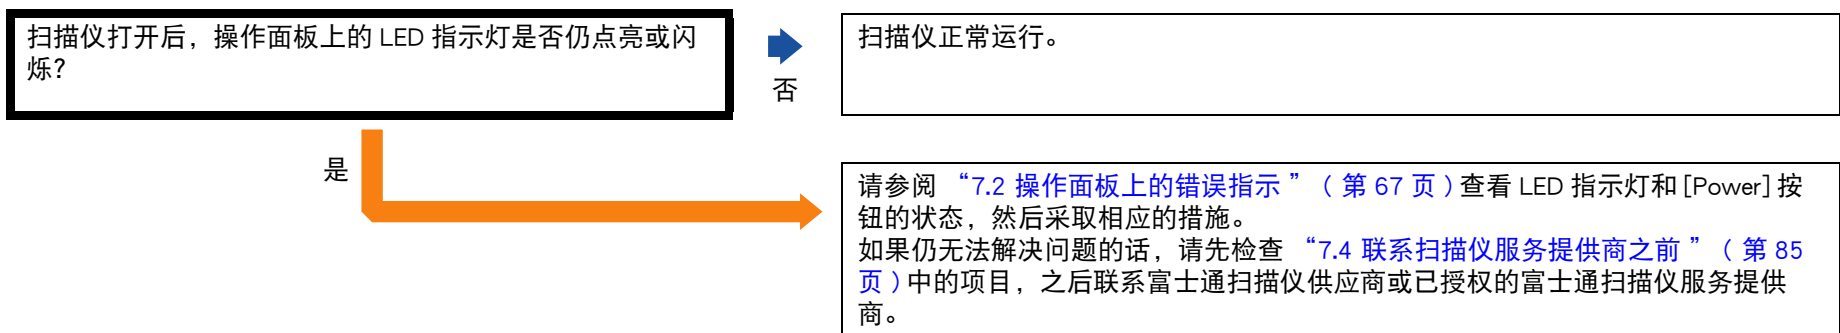 扫描仪打开后，操作面板上的 LED 指示灯是否仍点亮或闪
烁？
否
扫描仪正常运行。
是
请参阅 “7.2 操作面板上的错误指示 ”（ 第 67 页 ）查看 LED 指示灯和 [Power] 按
钮的状态，然后采取相应的措施。
如果仍无法解决问题的话，请先检查 “7.4 联系扫描仪服务提供商之前 ”（ 第 85
页 ）中的项目，之后联系富士通扫描仪供应商或已授权的富士通扫描仪服务提供
商。